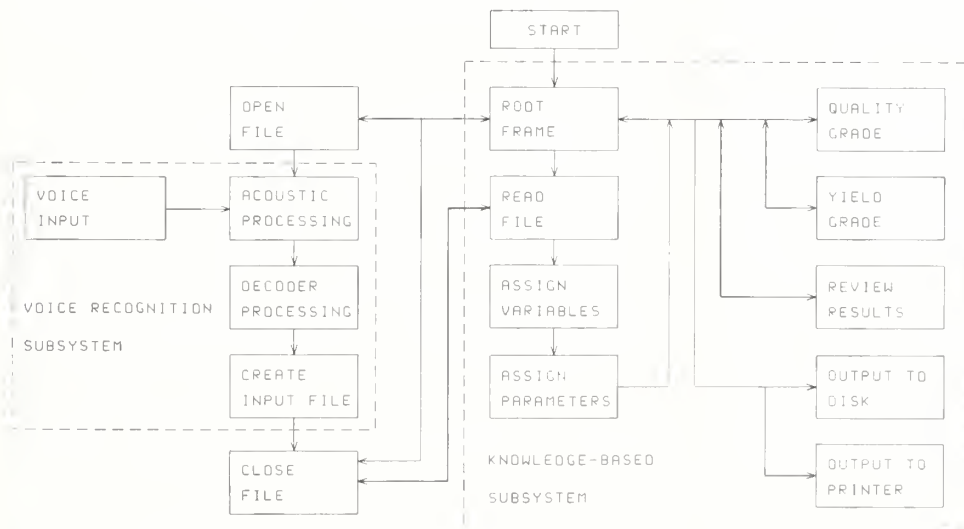 START
OPEN
FILE
ROOT
FRAME
QUALITY
GRADE
VOICE
INPUT
ACOUSTIC
PROCESSING
READ
FILE
YIELD
GRADE
DECODER
PROCESSING
ASSIGN
VARIABLES
REVIEW
RESULTS
VOICE RECOGNITION
SUBSYSTEM
CREATE
INPUT FILE
ASSIGN
PARAMETERS
OUTPUT TO
DISK
CLOSE
FILE
KNOWLEDGE-BASED
SUBSYSTEM
OUTPUT TO
PRINTER